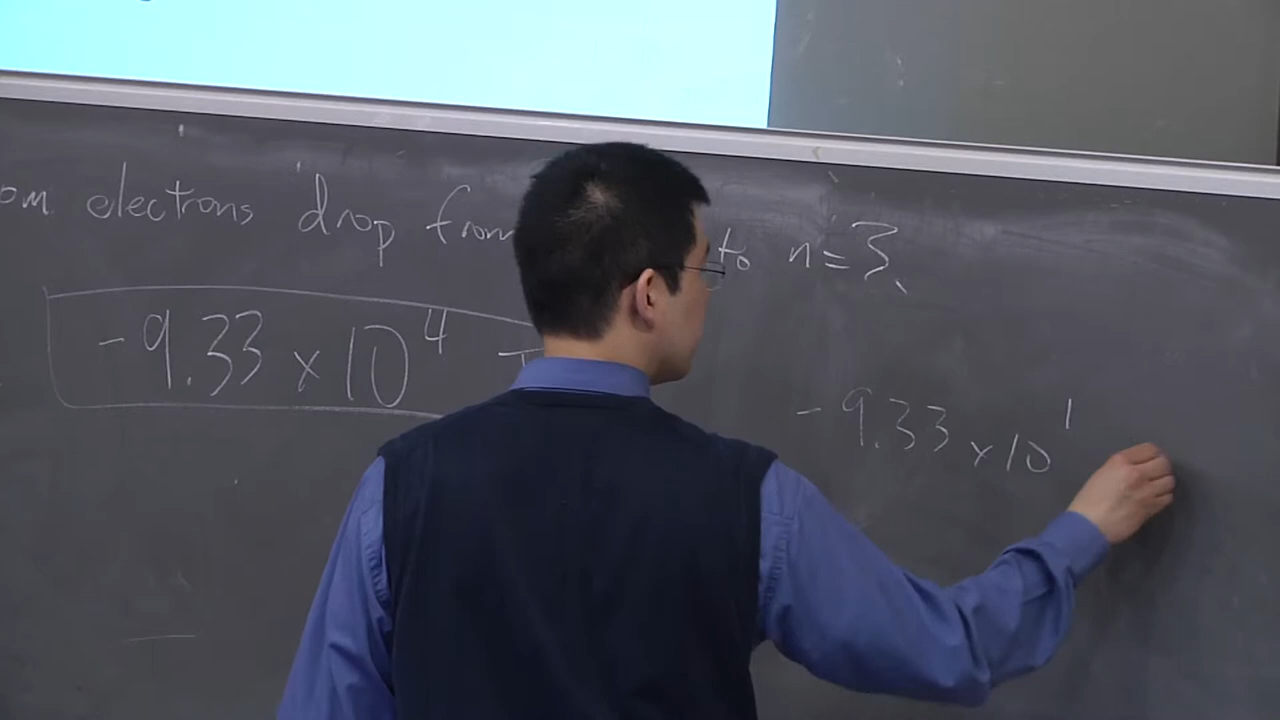 om electrons drop from to n=3.
-9.33 x 10⁴
-9.33 x 10¹